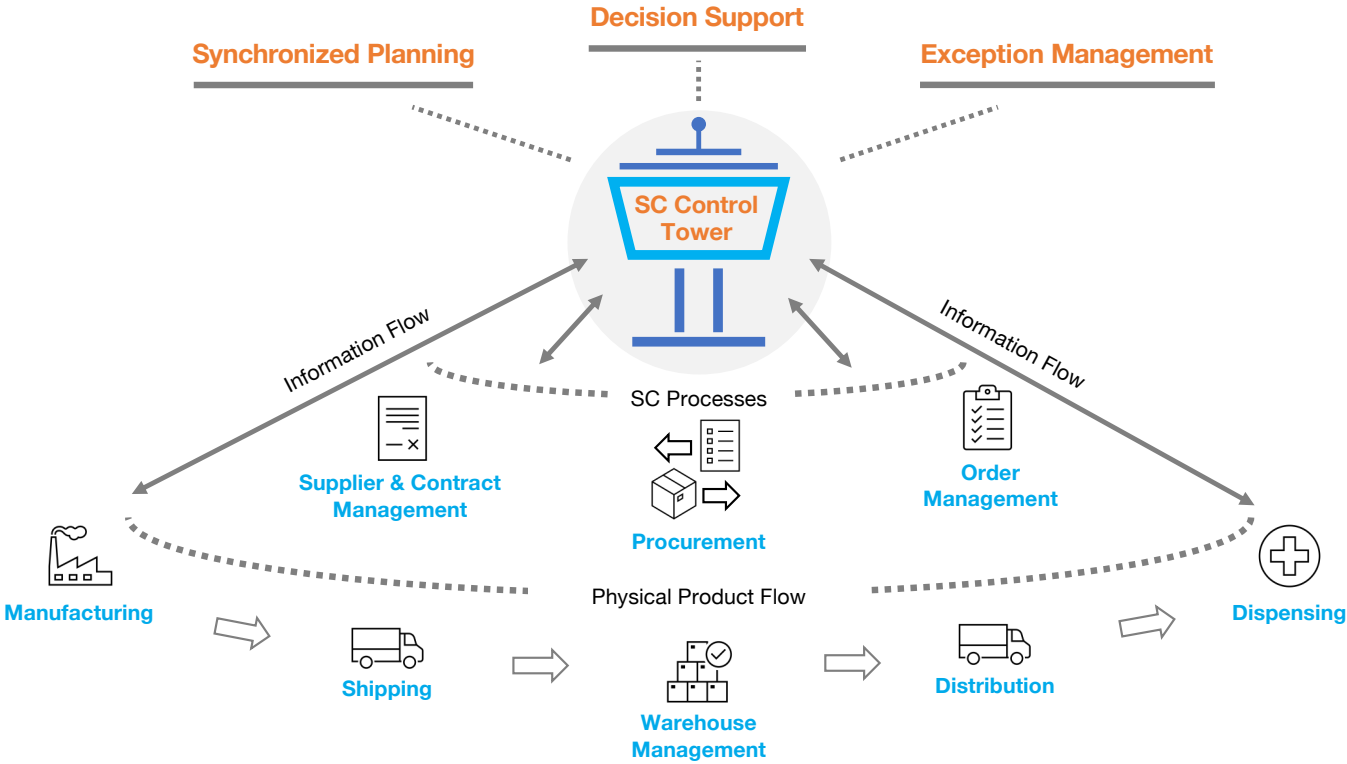 Decision Support
Synchronized Planning
Exception Management
SC Control
Tower
Information Flow
Information Flow
SC Processes
Supplier & Contract
Management
Order
Management
Procurement
Physical Product Flow
Manufacturing
Dispensing
Shipping
Distribution
Warehouse
Management